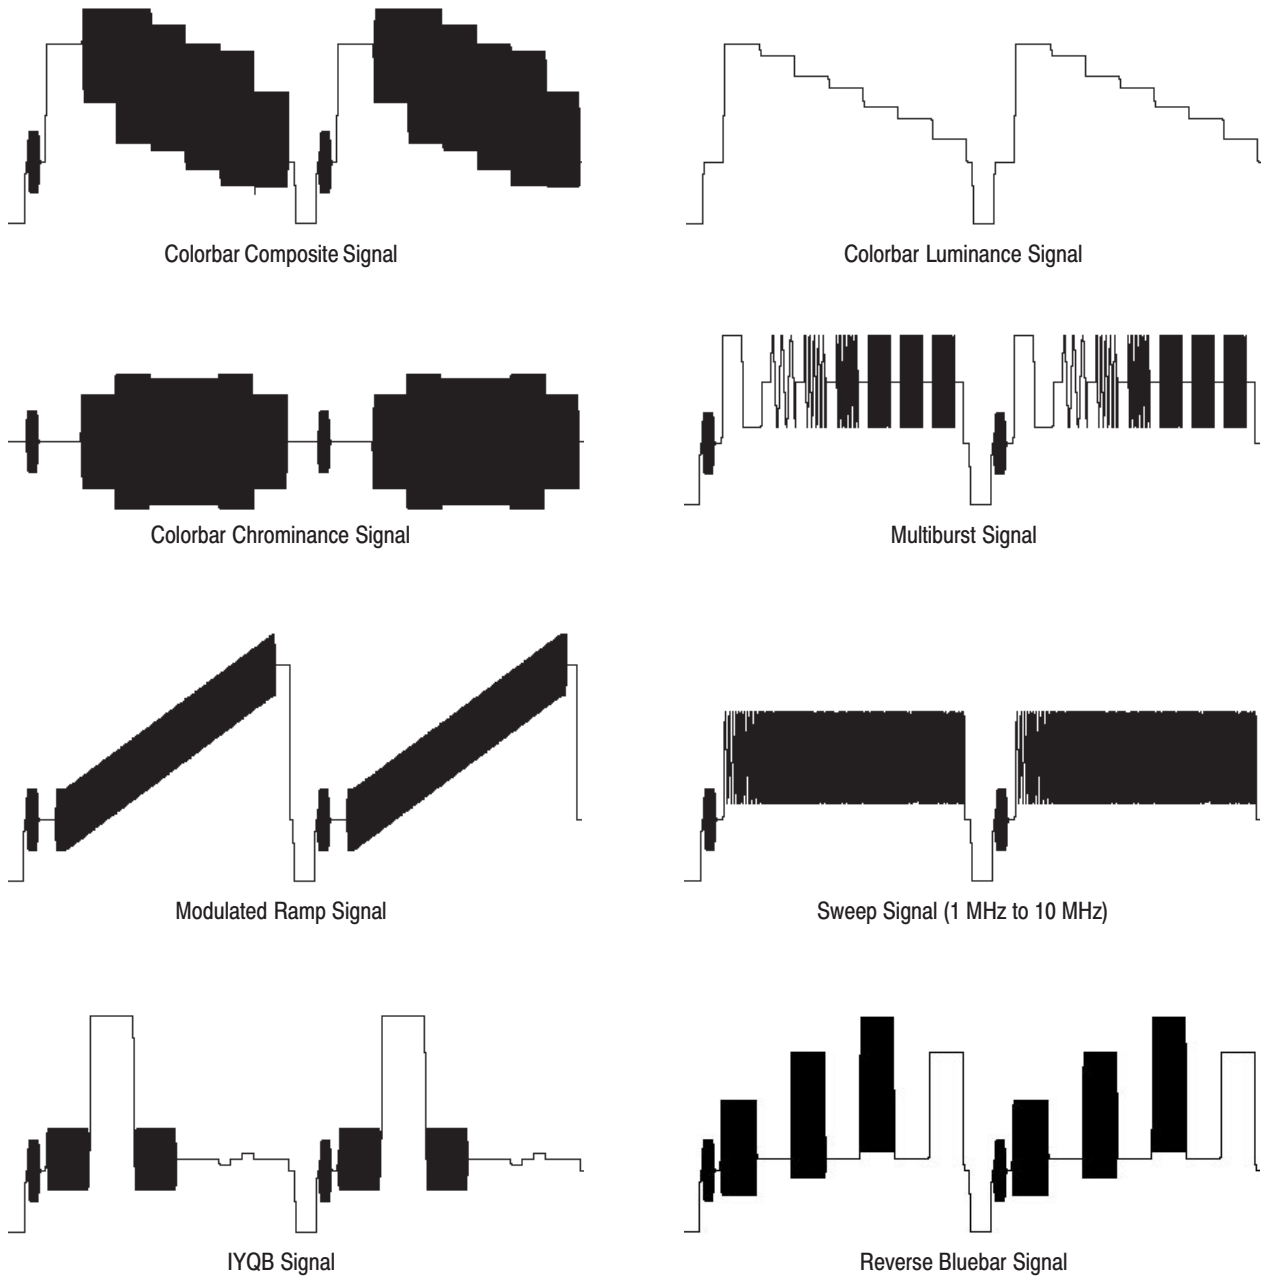 Colorbar Composite Signal
Colorbar Luminance Signal
Colorbar Chrominance Signal
Multiburst Signal
Modulated Ramp Signal
Sweep Signal (1 MHz to 10 MHz)
IYQB Signal
Reverse Bluebar Signal